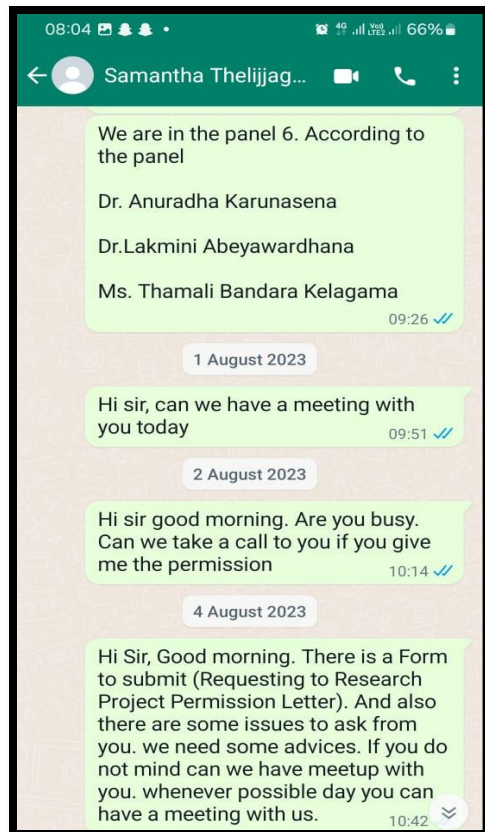 08:04 66%
Samantha Thelijjag...
We are in the panel 6. According to
the panel
Dr. Anuradha Karunasena
Dr.Lakmini Abeyawardhana
Ms. Thamali Bandara Kelagama
09:26
1 August 2023
Hi sir, can we have a meeting with
you today
09:51
2 August 2023
Hi sir good morning. Are you busy.
Can we take a call to you if you give
me the permission
10:14
4 August 2023
Hi Sir, Good morning. There is a Form
to submit (Requesting to Research
Project Permission Letter). And also
there are some issues to ask from
you. we need some advices. If you do
not mind can we have meetup with
you. whenever possible day you can
have a meeting with us.
10:42